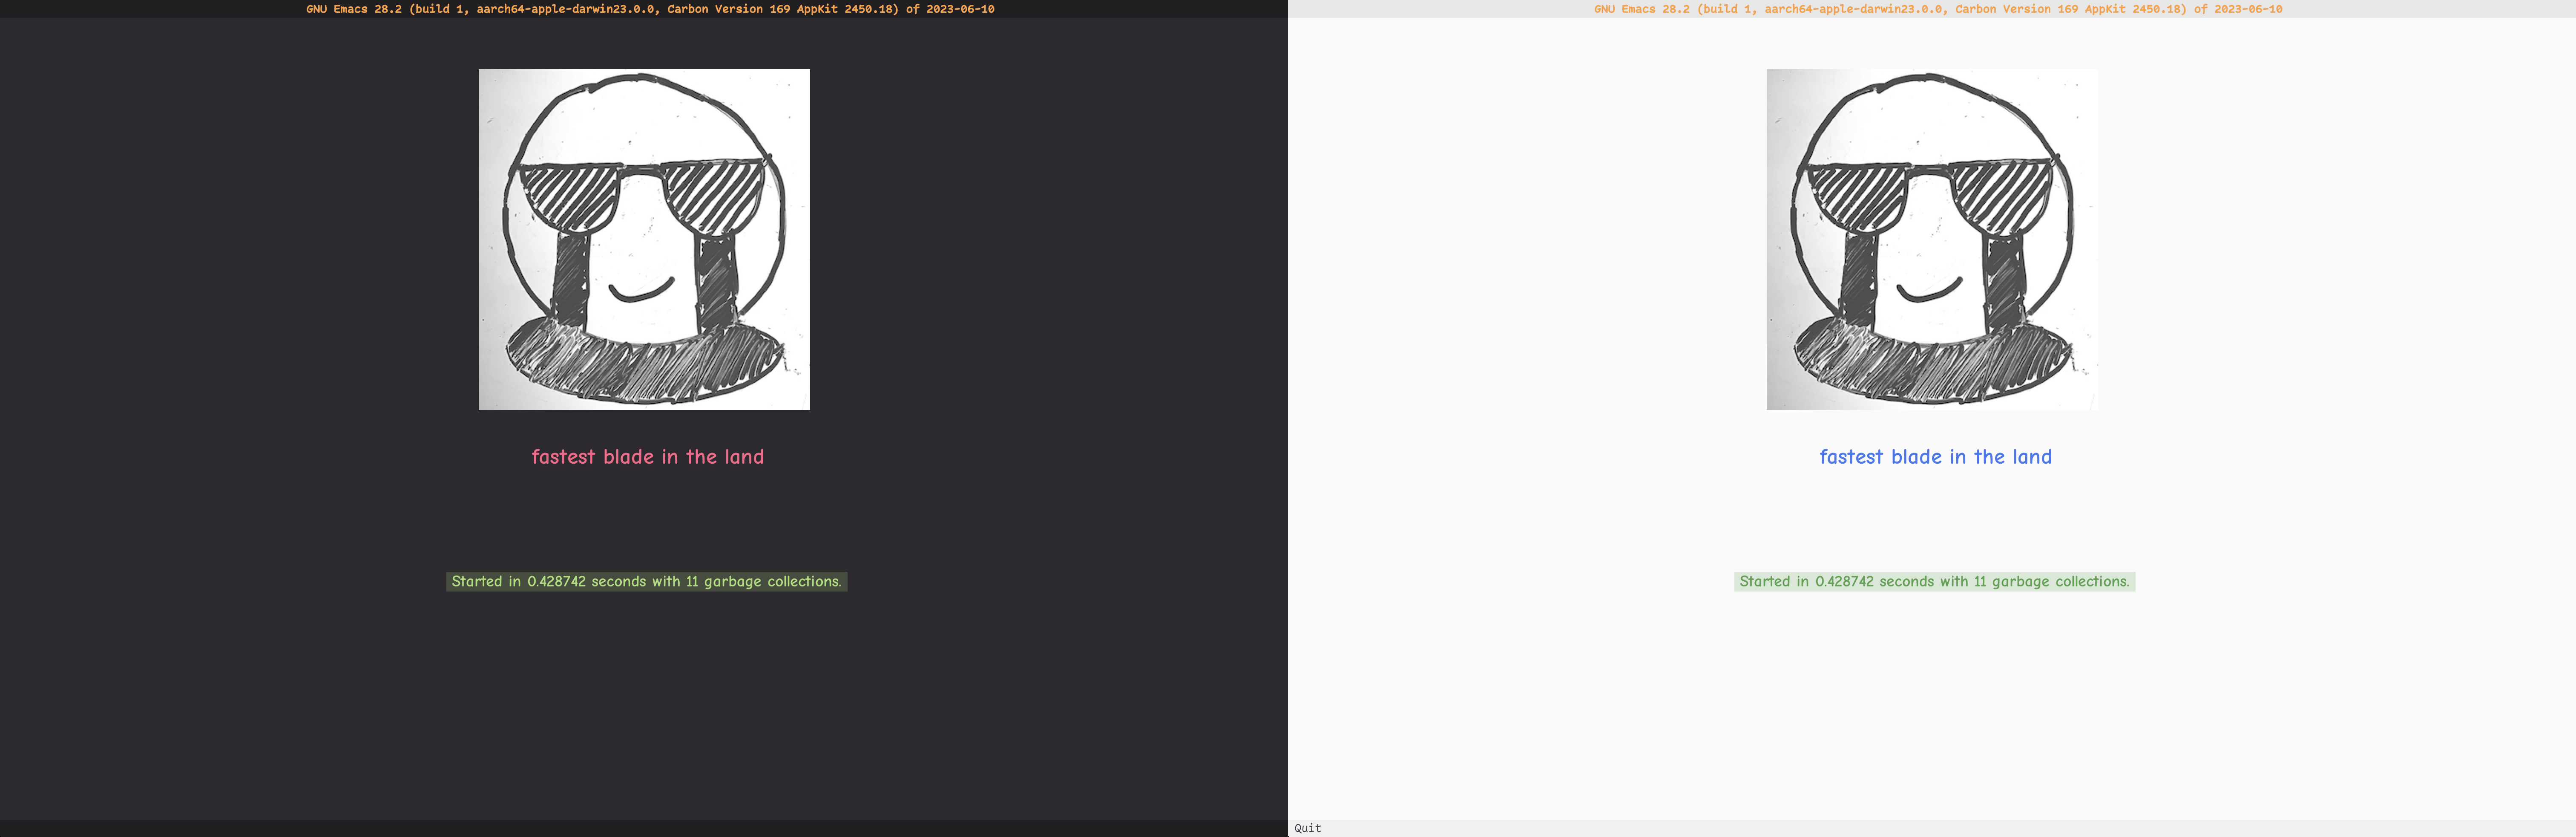 GNU Emacs 28.2 (build 1, aarch64-apple-darwin23.0.0, Carbon Version 169 AppKit 2450.18) of 2023-06-10
fastest blade in the land
Started in 0.428742 seconds with 11 garbage collections.
GNU Emacs 28.2 (build 1, aarch64-apple-darwin23.0.0, Carbon Version 169 AppKit 2450.18) of 2023-06-10
fastest blade in the land
Started in 0.428742 seconds with 11 garbage collections.
Quit